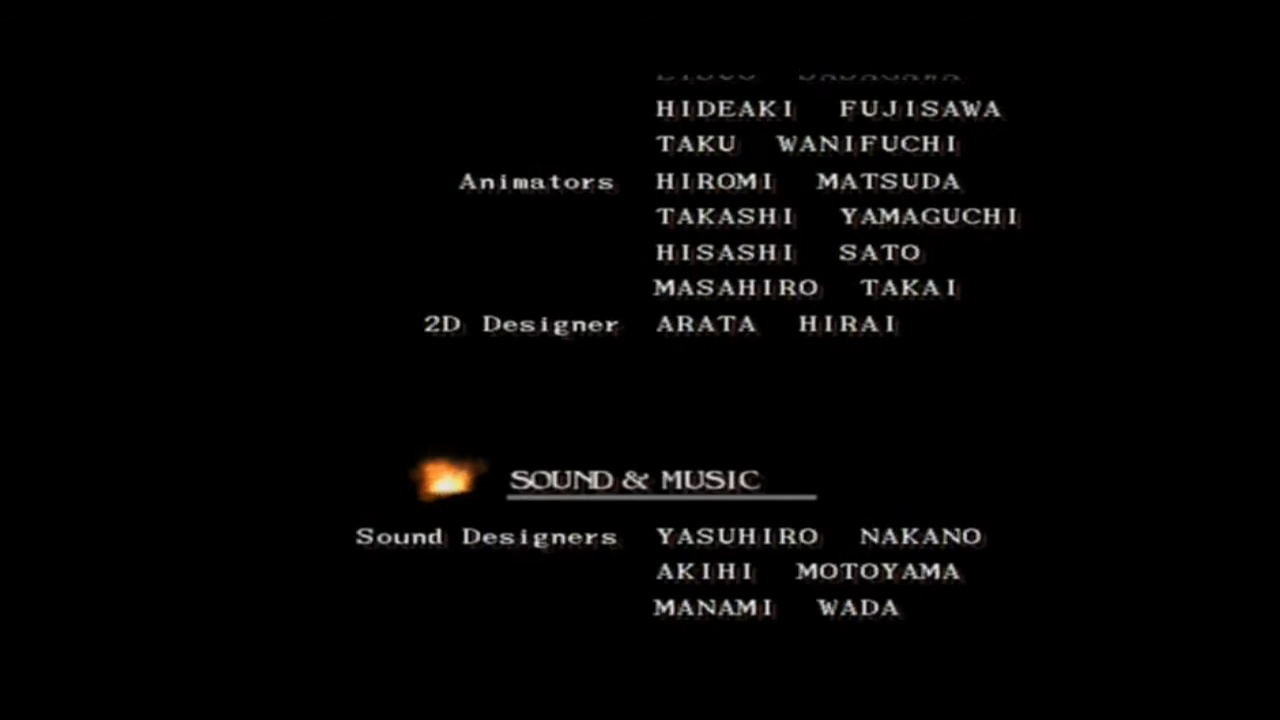 HIDEAKI FUJISAWA
TAKU WANIFUCHI
Animators HIROMI MATSUDA
TAKASHI YAMAGUCHI
HISASHI SATO
MASAHIRO TAKAI
2D Designer ARATA HIRAI
SOUND & MUSIC
Sound Designers YASUHIRO NAKANO
AKIHI MOTOYAMA
MANAMI WADA